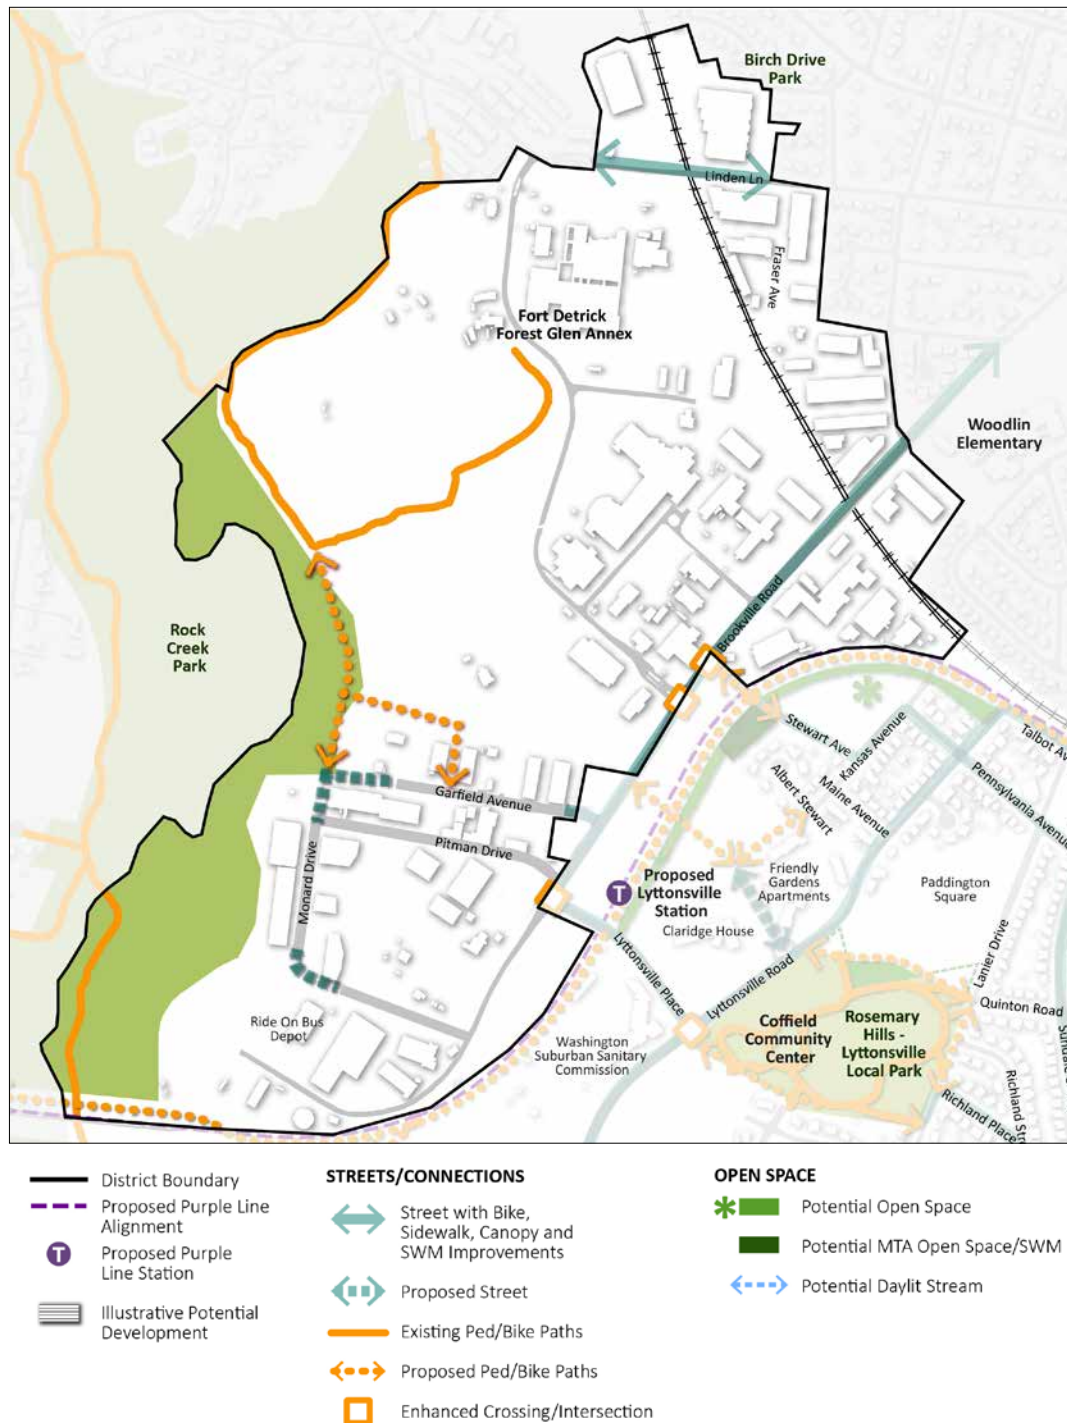 Birch Drive
Park
Linden Ln
Fraser Ave
Fort Detrick
Forest Glen Annex
Woodlin
Elementary
Brookville Road
Rock
Creek
Park
Stewart Ave
Kansas Avenue
Talbot Av
Albert Stewart
Maine Avenue
Pennsylvania Avenue
Garfield Avenue
Pitman Drive
Monard Drive
T
Proposed
Lyttonsville
Station
Friendly
Gardens
Apartments
Paddington
Square
Claridge House
Lyttonsville Place
Lyttonsville Road
Lanier Drive
Quinton Road
Ride On Bus
Depot
Washington
Suburban Sanitary
Commission
Coffield
Community
Center
Rosemary
Hills -
Lyttonsville
Local Park
Richland Place
Richland Str
District Boundary
Proposed Purple Line
Alignment
T
Proposed Purple
Line Station
Illustrative Potential
Development
STREETS/CONNECTIONS
Street with Bike,
Sidewalk, Canopy and
SWM Improvements
Proposed Street
Existing Ped/Bike Paths
Proposed Ped/Bike Paths
Enhanced Crossing/Intersection
OPEN SPACE
Potential Open Space
Potential MTA Open Space/SWM
Potential Daylit Stream